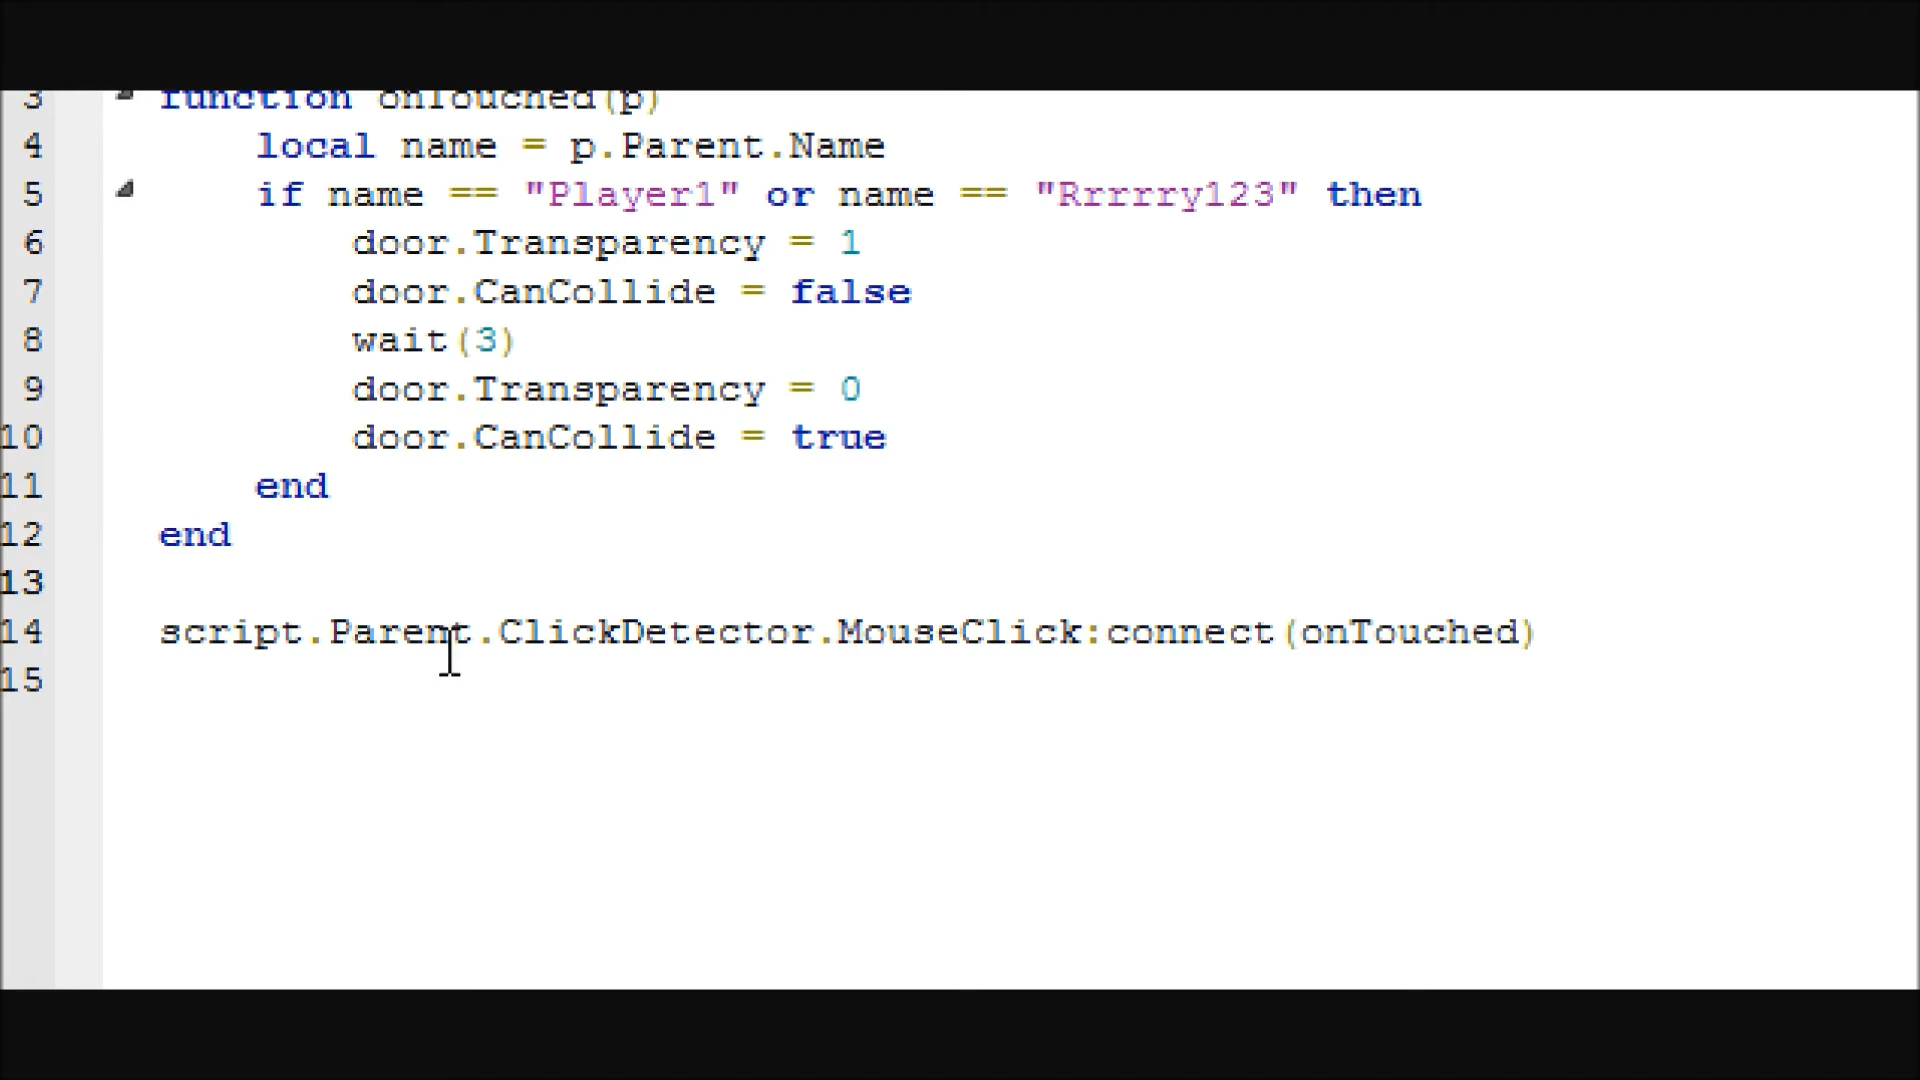 3 function onTouched(p)
4 local name = p.Parent.Name
5 if name == "Player1" or name == "Rrrrry123" then
6 door.Transparency = 1
7 door.CanCollide = false
8 wait(3)
9 door.Transparency = 0
10 door.CanCollide = true
11 end
12 end
13
14 script.Parent.ClickDetector.MouseClick:connect(onTouched)
15